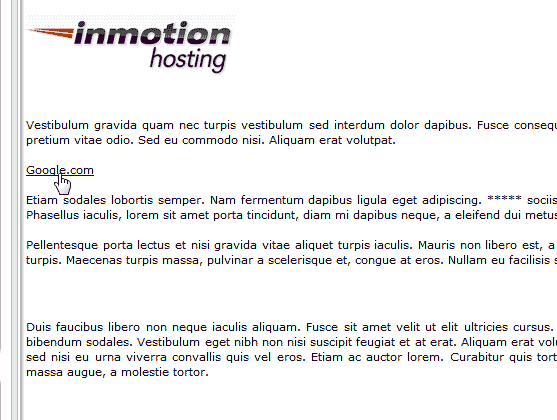 inmotion
hosting
Vestibulum gravida quam nec turpis vestibulum sed interdum dolor dapibus. Fusce
pretium vitae odio. Sed eu commodo nisi. Aliquam erat volutpat.
Google.com
Etiam sodales lobortis semper. Nam fermentum dapibus ligula eget adipiscing. ***** sociis
Phasellus iaculis, lorem sit amet porta tincidunt, diam mi dapibus neque, a eleifend dui metus
Pellentesque porta lectus et nisi gravida vitae aliquet turpis iaculis. Mauris non libero est, a
turpis. Maecenas turpis massa, pulvinar a scelerisque et, congue at eros. Nullam eu facilisis
Duis faucibus libero non neque iaculis aliquam. Fusce sit amet velit ut elit ultricies cursus.
bibendum sodales. Vestibulum eget nibh non nisi suscipit feugiat et at erat. Aliquam erat
sed nisi eu urna viverra convallis quis vel eros. Etiam ac auctor lorem. Curabitur quis
massa augue, a molestie tortor.